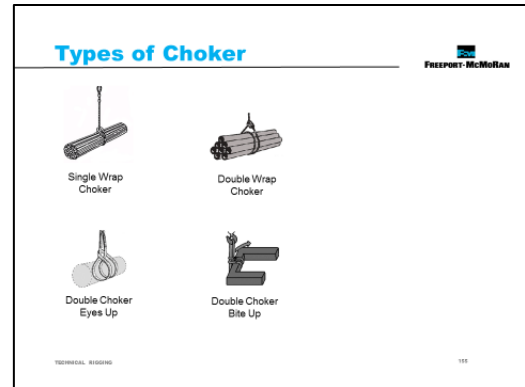 Types of Choker
FCX
FREEPORT-MCMORAN
Single Wrap
Choker
Double Wrap
Choker
Double Choker
Eyes Up
Double Choker
Bite Up
TECHNICAL RIGGING